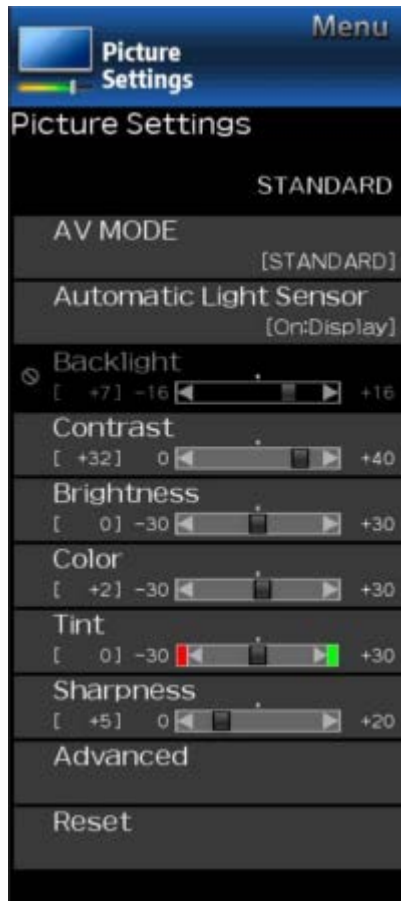 Menu
Picture
Settings
Picture Settings
STANDARD
AV MODE
[STANDARD]
Automatic Light Sensor
[On:Display]
Backlight
[ +7] -16 +16
Contrast
[ +32] 0 +40
Brightness
[ 0] -30 +30
Color
[ +2] -30 +30
Tint
[ 0] -30 +30
Sharpness
[ +5] 0 +20
Advanced
Reset